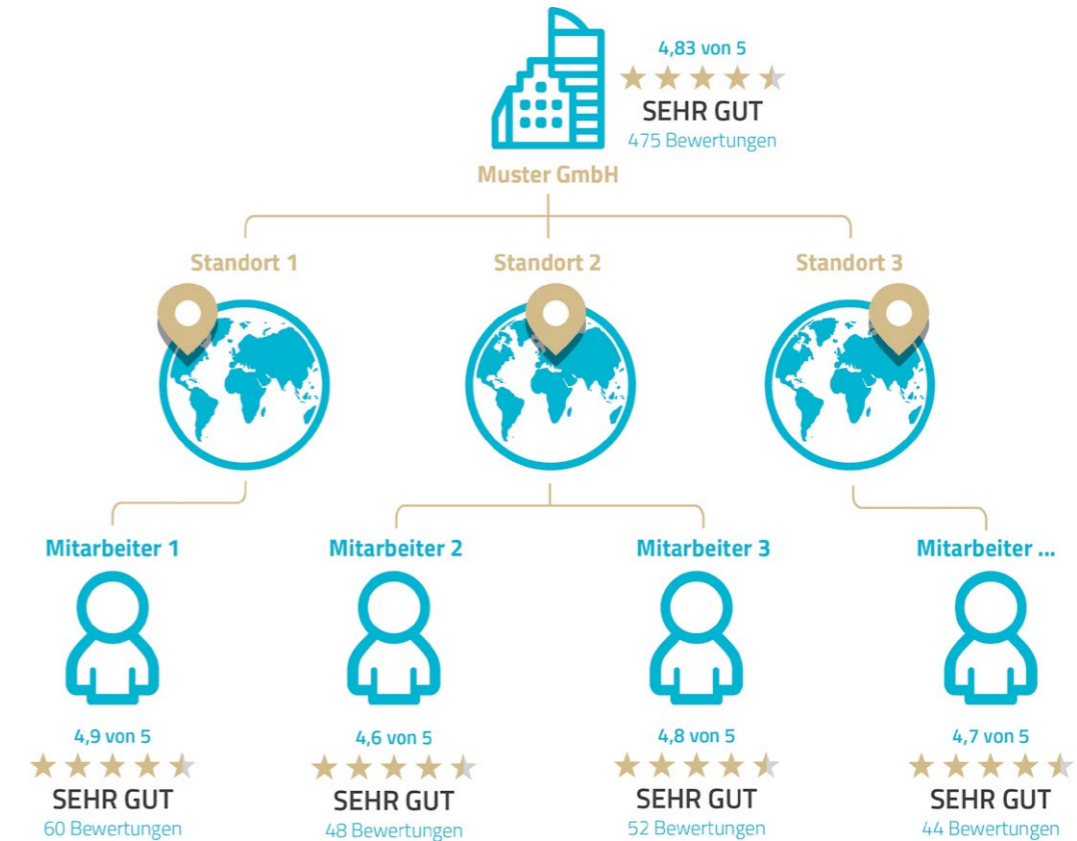 4,83 von 5
SEHR GUT
475 Bewertungen
Muster GmbH
Standort 1
Standort 2
Standort 3
Mitarbeiter 1
Mitarbeiter 2
Mitarbeiter 3
Mitarbeiter ...
4,9 von 5
SEHR GUT
60 Bewertungen
4,6 von 5
SEHR GUT
48 Bewertungen
4,8 von 5
SEHR GUT
52 Bewertungen
4,7 von 5
SEHR GUT
44 Bewertungen